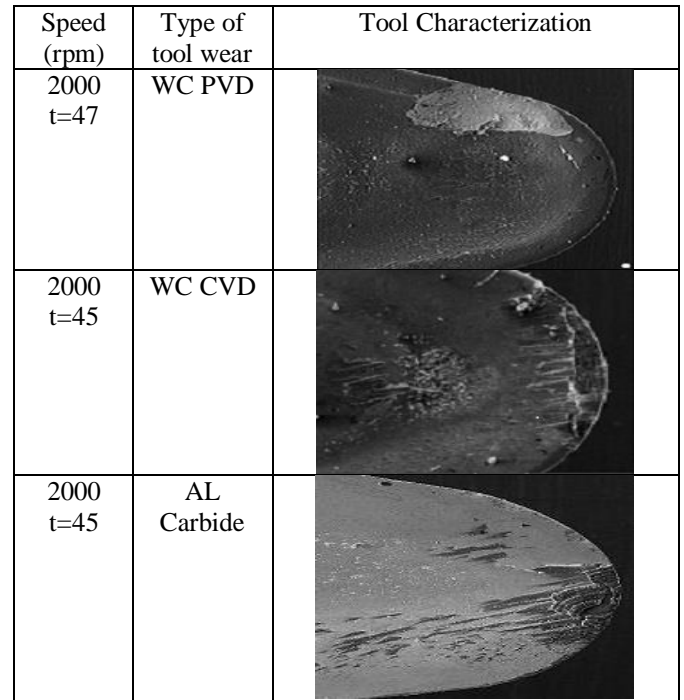 Speed (rpm)
Type of tool wear
Tool Characterization
2000 t=47
WC PVD
2000 t=45
WC CVD
2000 t=45
AL Carbide